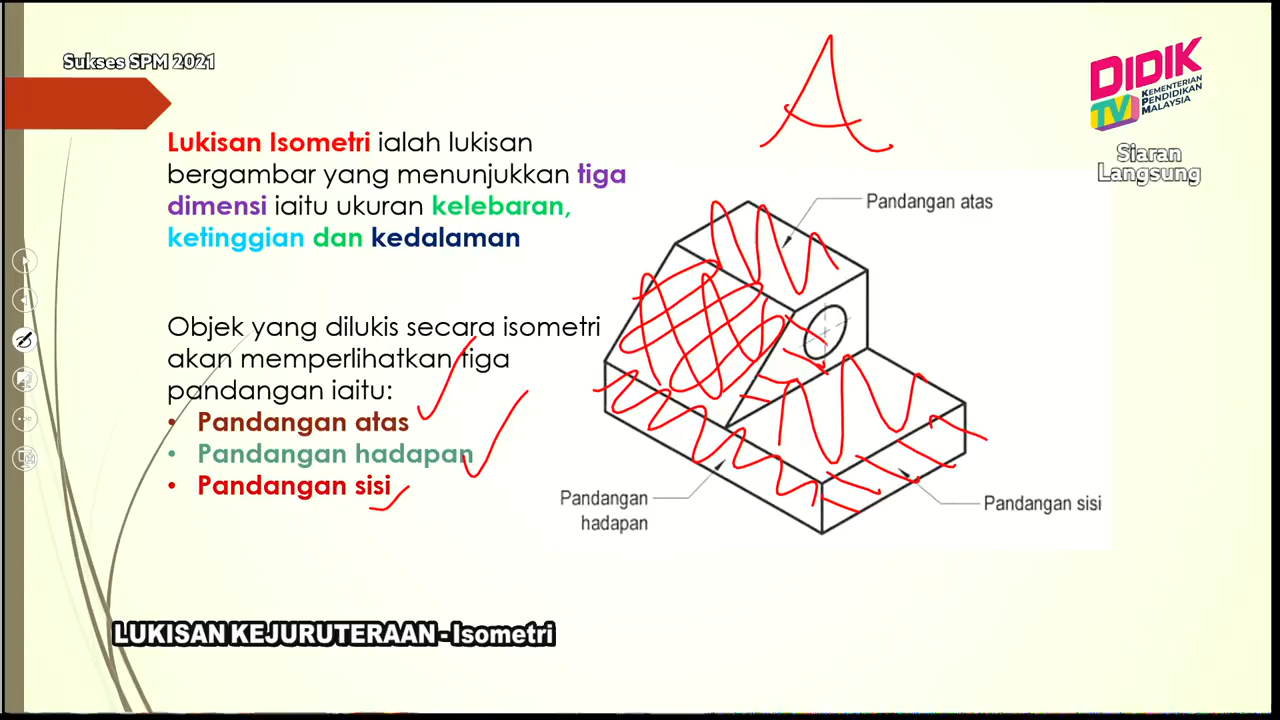 Sukses SPM 2021
A
DIDIK
TV
KEMENTERIAN
PENDIDIKAN
MALAYSIA
Siaran
Langsung
Lukisan Isometri ialah lukisan
bergambar yang menunjukkan tiga
dimensi iaitu ukuran kelebaran,
ketinggian dan kedalaman
Objek yang dilukis secara isometri
akan memperlihatkan tiga
pandangan iaitu:
• Pandangan atas
• Pandangan hadapan
• Pandangan sisi
Pandangan atas
Pandangan
hadapan
Pandangan sisi
LUKISAN KEJURUTERAAN - Isometri